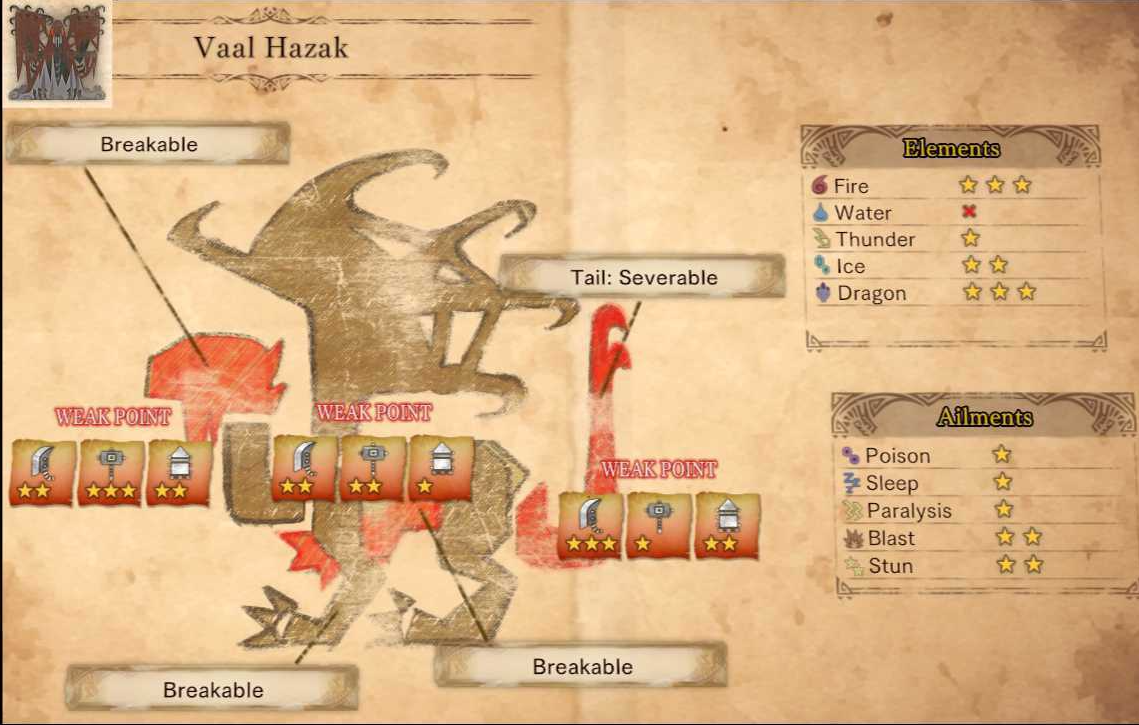 Vaal Hazak
Breakable
Tail: Severable
WEAK POINT
WEAK POINT
WEAK POINT
Breakable
Breakable
Elements
Fire
Water
Thunder
Ice
Dragon
Ailments
Poison
Sleep
Paralysis
Blast
Stun